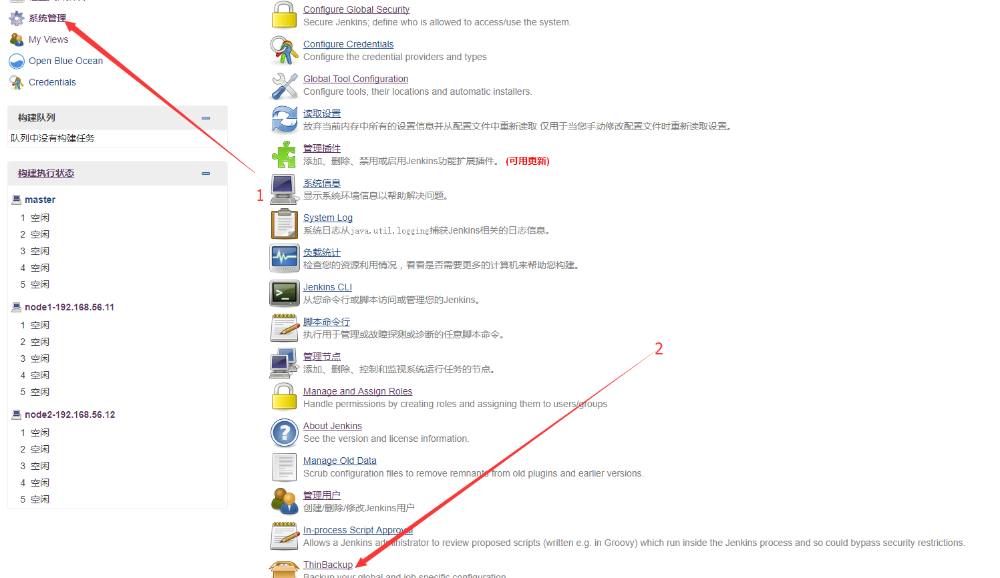 系统管理
My Views
Open Blue Ocean
Credentials
构建队列
队列中没有构建任务
构建执行状态
master
1 空闲
2 空闲
3 空闲
4 空闲
5 空闲
node1-192.168.56.11
1 空闲
2 空闲
3 空闲
4 空闲
5 空闲
node2-192.168.56.12
1 空闲
2 空闲
3 空闲
4 空闲
5 空闲
1
Configure Global Security
Secure Jenkins; define who is allowed to access/use the system.
Configure Credentials
Configure the credential providers and types
Global Tool Configuration
Configure tools, their locations and automatic installers.
读取设置
放弃当前内存中所有的设置信息并从配置文件中重新读取 仅用于当您手动修改配置文件时重新读取设置。
管理插件
添加、删除、禁用或启用Jenkins功能扩展插件。 (可用更新)
系统信息
显示系统环境信息以帮助解决问题。
System Log
系统日志从java.util.logging捕获Jenkins相关的日志信息。
负载统计
检查您的资源利用情况，看看是否需要更多的计算机来帮助您构建。
Jenkins CLI
从您命令行或脚本访问或管理您的Jenkins。
脚本命令行
执行用于管理或故障探测或诊断的任意脚本命令。
管理节点
添加、删除、控制和监视系统运行任务的节点。
2
Manage and Assign Roles
Handle permissions by creating roles and assigning them to users/groups
About Jenkins
See the version and license information.
Manage Old Data
Scrub configuration files to remove remnants from old plugins and earlier versions.
管理用户
创建/删除/修改Jenkins用户
In-process Script Approval
Allows a Jenkins administrator to review proposed scripts (written e.g. in Groovy) which run inside the Jenkins process and so could bypass security restrictions.
ThinBackup
Backup your global and job specific configuration.